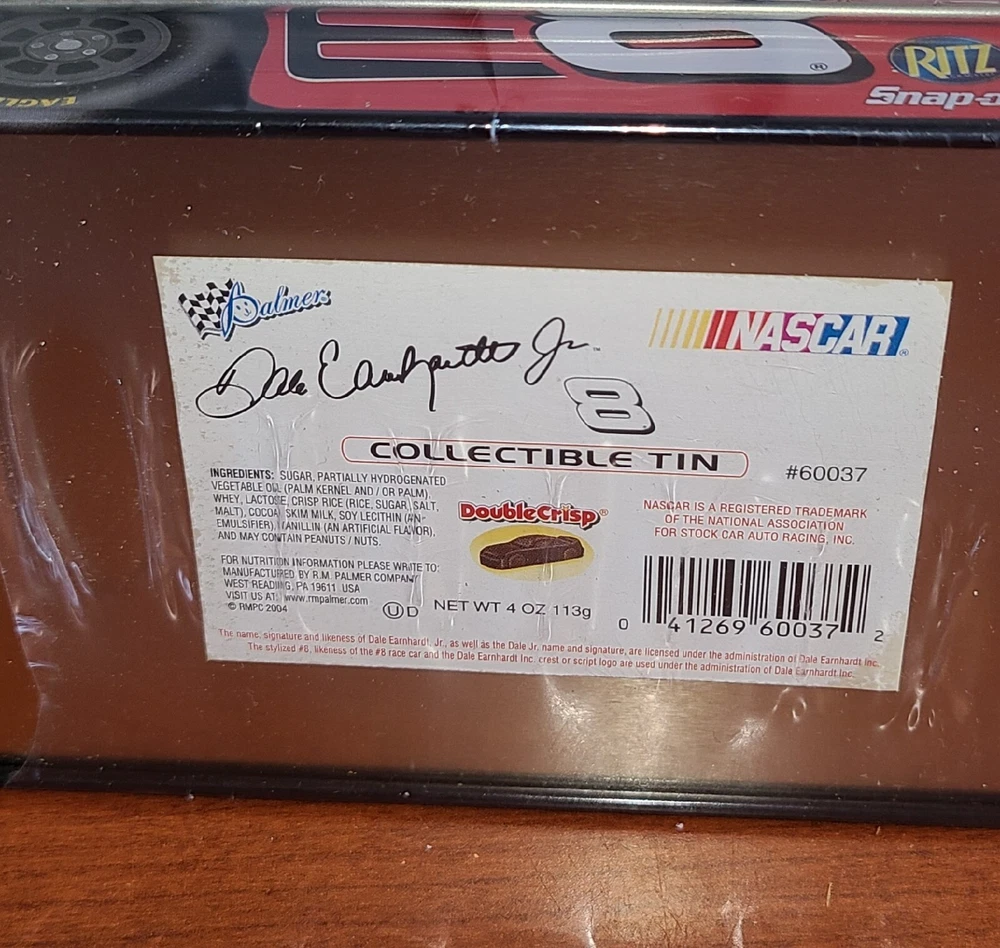 EAGL
8
®
RITZ
Snap-o
Palmers
NASCAR®
Dale Earnhardt Jr ™
8
COLLECTIBLE TIN
#60037
INGREDIENTS: SUGAR, PARTIALLY HYDROGENATED
VEGETABLE OIL (PALM KERNEL AND / OR PALM),
WHEY, LACTOSE, CRISP RICE (RICE, SUGAR, SALT,
MALT), COCOA, SKIM MILK, SOY LECITHIN (AN
EMULSIFIER), VANILLIN (AN ARTIFICIAL FLAVOR),
AND MAY CONTAIN PEANUTS / NUTS.
FOR NUTRITION INFORMATION PLEASE WRITE TO:
MANUFACTURED BY R.M. PALMER COMPANY
WEST READING, PA 19611 USA
VISIT US AT: www.rmpalmer.com
© RMPC 2004
DoubleCrisp®
U D
NET WT 4 OZ 113g
NASCAR IS A REGISTERED TRADEMARK
OF THE NATIONAL ASSOCIATION
FOR STOCK CAR AUTO RACING, INC.
0 41269 60037 2
The name, signature and likeness of Dale Earnhardt, Jr., as well as the Dale Jr. name and signature, are licensed under the administration of Dale Earnhardt Inc.
The stylized #8, likeness of the #8 race car and the Dale Earnhardt Inc. crest or script logo are used under the administration of Dale Earnhardt Inc.